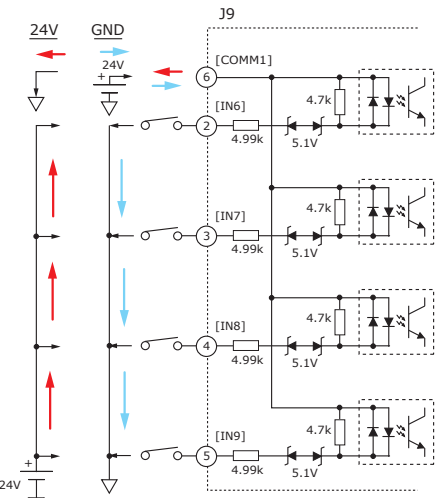 J9
24V GND
24V
+
[COMM1]
6
4.7k
[IN6]
2
4.99k
5.1V
[IN7]
3
4.7k
4.99k
5.1V
[IN8]
4
4.7k
4.99k
5.1V
[IN9]
5
4.7k
4.99k
5.1V
+
24V